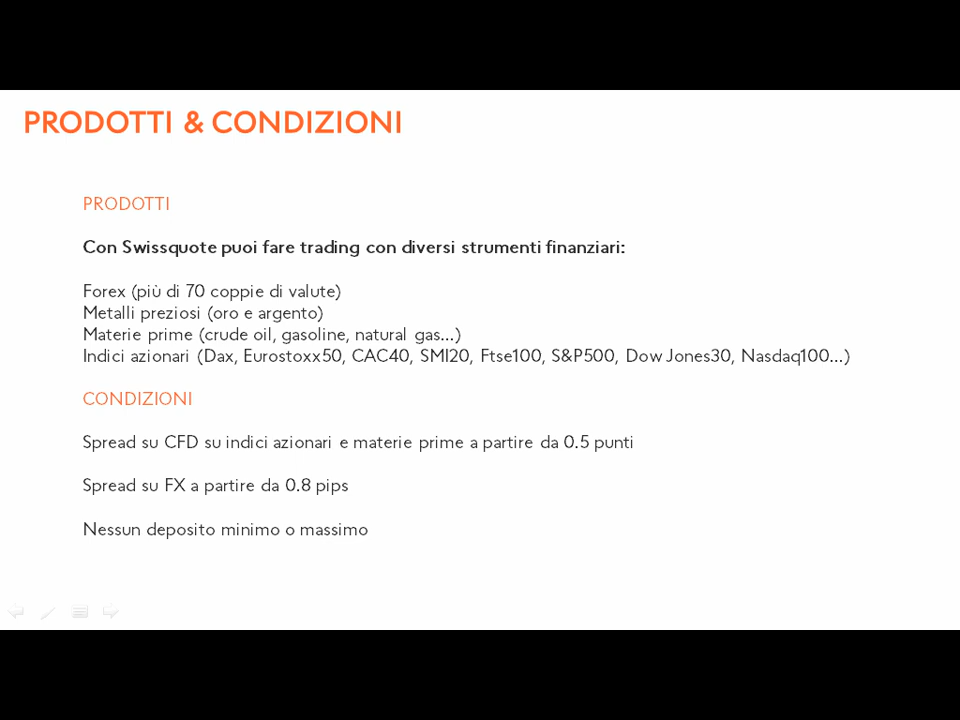 PRODOTTI & CONDIZIONI
PRODOTTI
Con Swissquote puoi fare trading con diversi strumenti finanziari:
Forex (più di 70 coppie di valute)
Metalli preziosi (oro e argento)
Materie prime (crude oil, gasoline, natural gas...)
Indici azionari (Dax, Eurostoxx50, CAC40, SMI20, Ftse100, S&P500, Dow Jones30, Nasdaq100...)
CONDIZIONI
Spread su CFD su indici azionari e materie prime a partire da 0.5 punti
Spread su FX a partire da 0.8 pips
Nessun deposito minimo o massimo